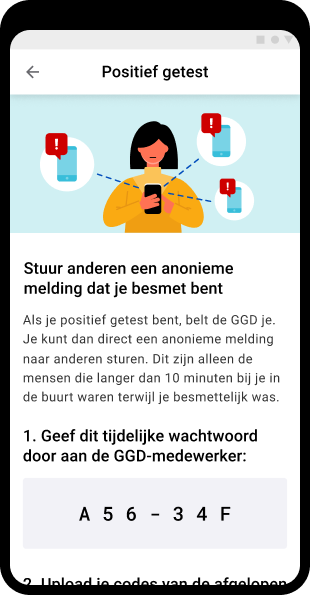 Positief getest
!
!
!
Stuur anderen een anonieme
melding dat je besmet bent
Als je positief getest bent, belt de GGD je.
Je kunt dan direct een anonieme melding
naar anderen sturen. Dit zijn alleen de
mensen die langer dan 10 minuten bij je in
de buurt waren terwijl je besmettelijk was.
1. Geef dit tijdelijke wachtwoord
door aan de GGD-medewerker:
A 5 6 – 3 4 F
2. Upload je codes van de afgelopen